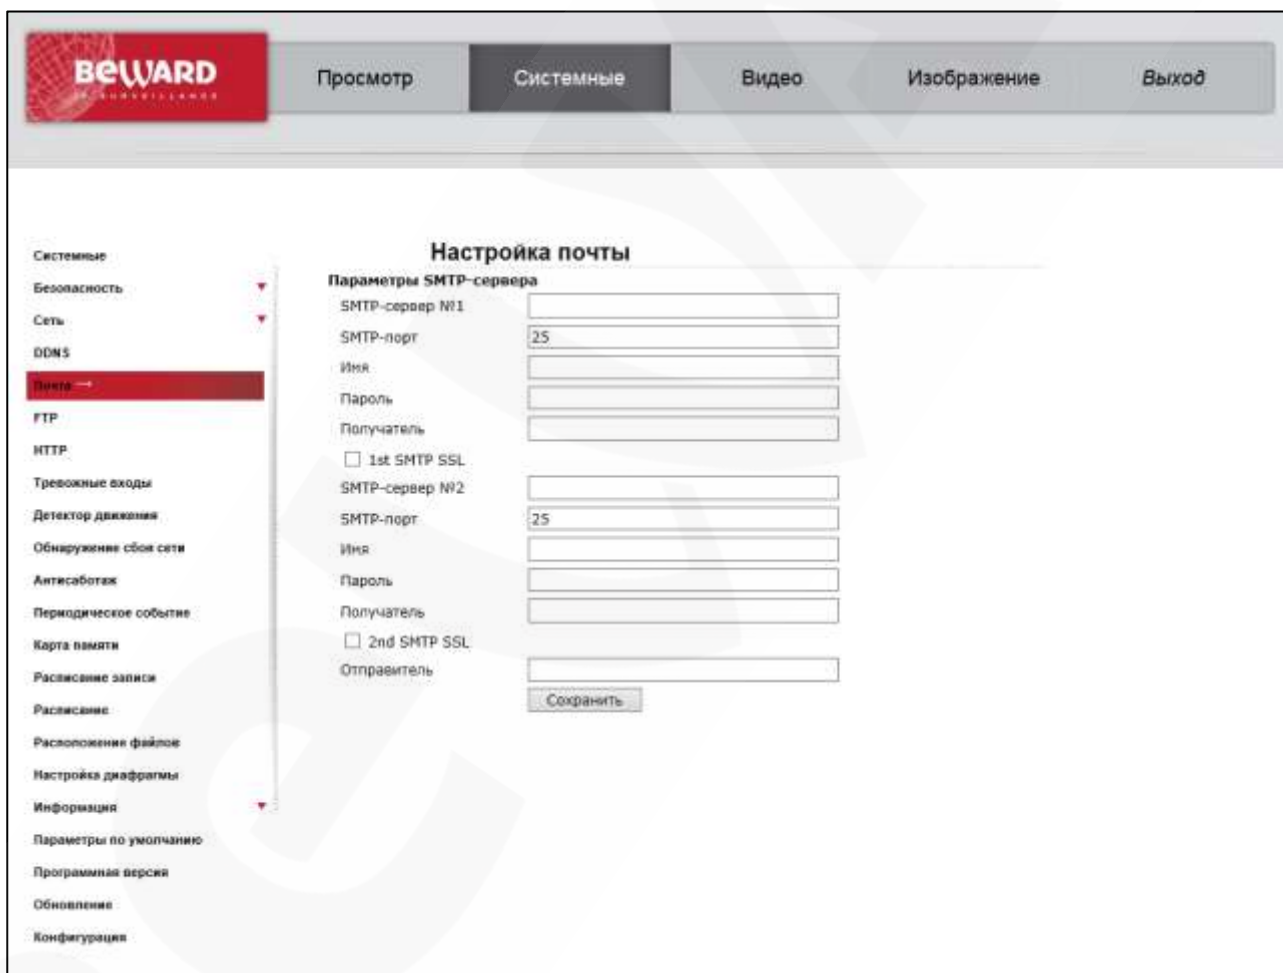 BEWARD
IP SURVEILLANCE
Просмотр
Системные
Видео
Изображение
Выход
Системные
Безопасность
Сеть
DDNS
Почта →
FTP
HTTP
Тревожные входы
Детектор движения
Обнаружение сбоя сети
Антисаботаж
Периодическое событие
Карта памяти
Расписание записи
Расписание
Расположение файлов
Настройка диафрагмы
Информация
Параметры по умолчанию
Программная версия
Обновление
Конфигурация
Настройка почты
Параметры SMTP-сервера
SMTP-сервер №1
SMTP-порт 25
Имя
Пароль
Получатель
1st SMTP SSL
SMTP-сервер №2
SMTP-порт 25
Имя
Пароль
Получатель
2nd SMTP SSL
Отправитель
Сохранить